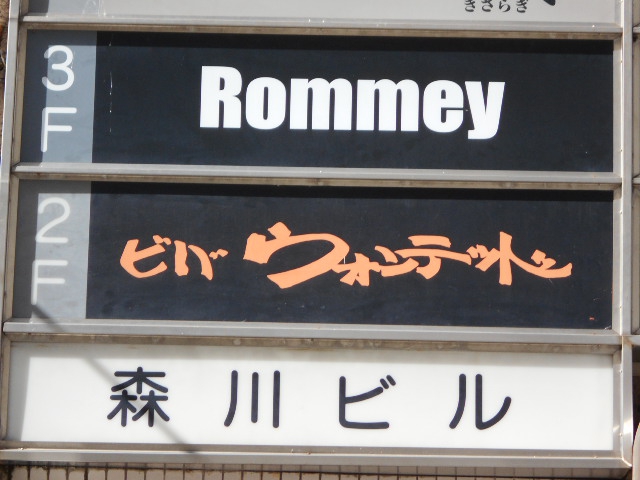 きさらぎ
3F
Rommey
2F
ビバ ウォンテッド
森川ビル